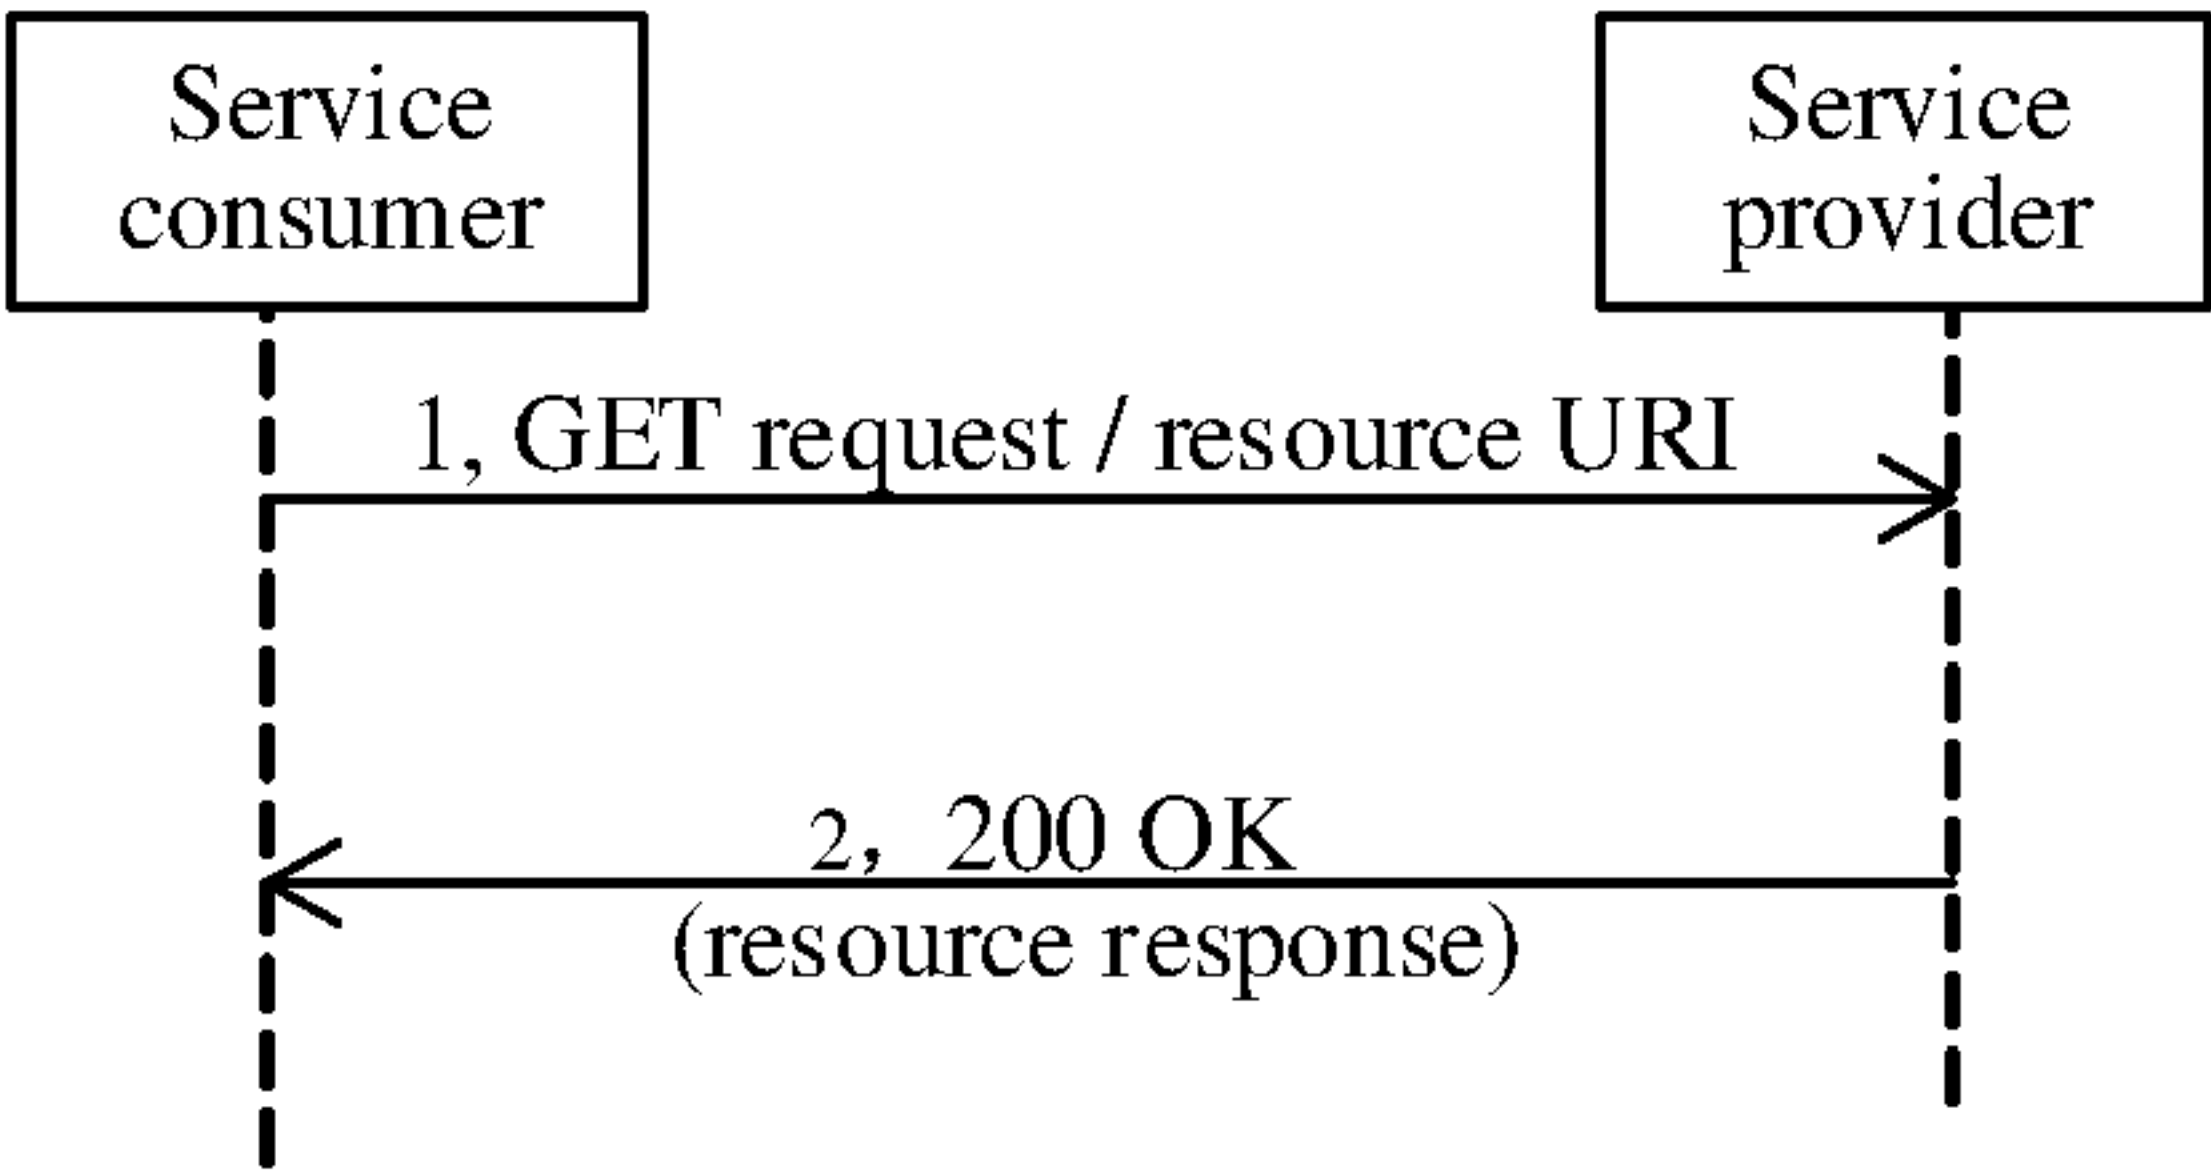 Service
consumer
Service
provider
1, GET request / resource URI
2, 200 OK
(resource response)